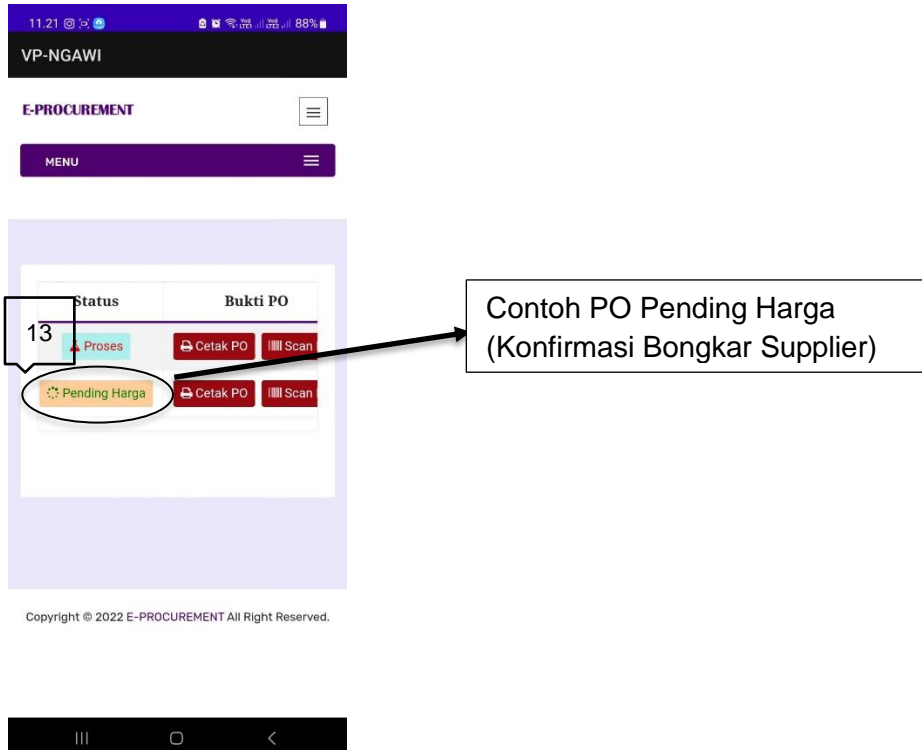 11.21 88%
VP-NGAWI
E-PROCUREMENT
MENU
Status Bukti PO
13
Proses Cetak PO Scan
Contoh PO Pending Harga
(Konfirmasi Bongkar Supplier)
Pending Harga Cetak PO Scan
Copyright © 2022 E-PROCUREMENT All Right Reserved.